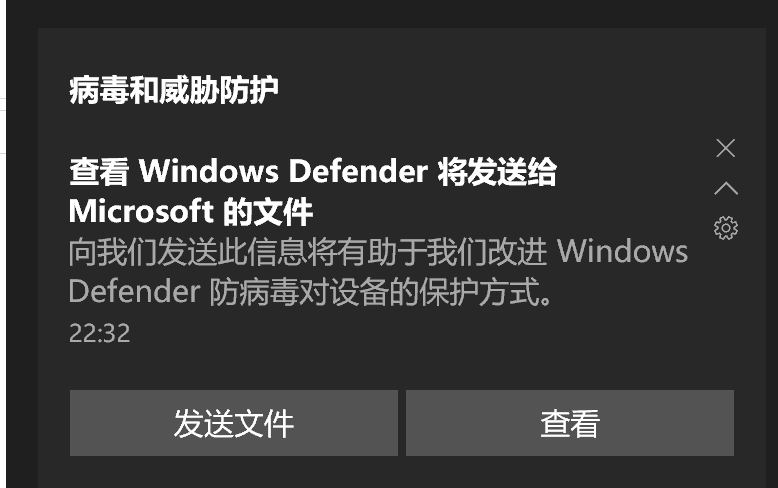 病毒和威胁防护
查看 Windows Defender 将发送给
Microsoft 的文件
向我们发送此信息将有助于我们改进 Windows
Defender 防病毒对设备的保护方式。
22:32
发送文件
查看